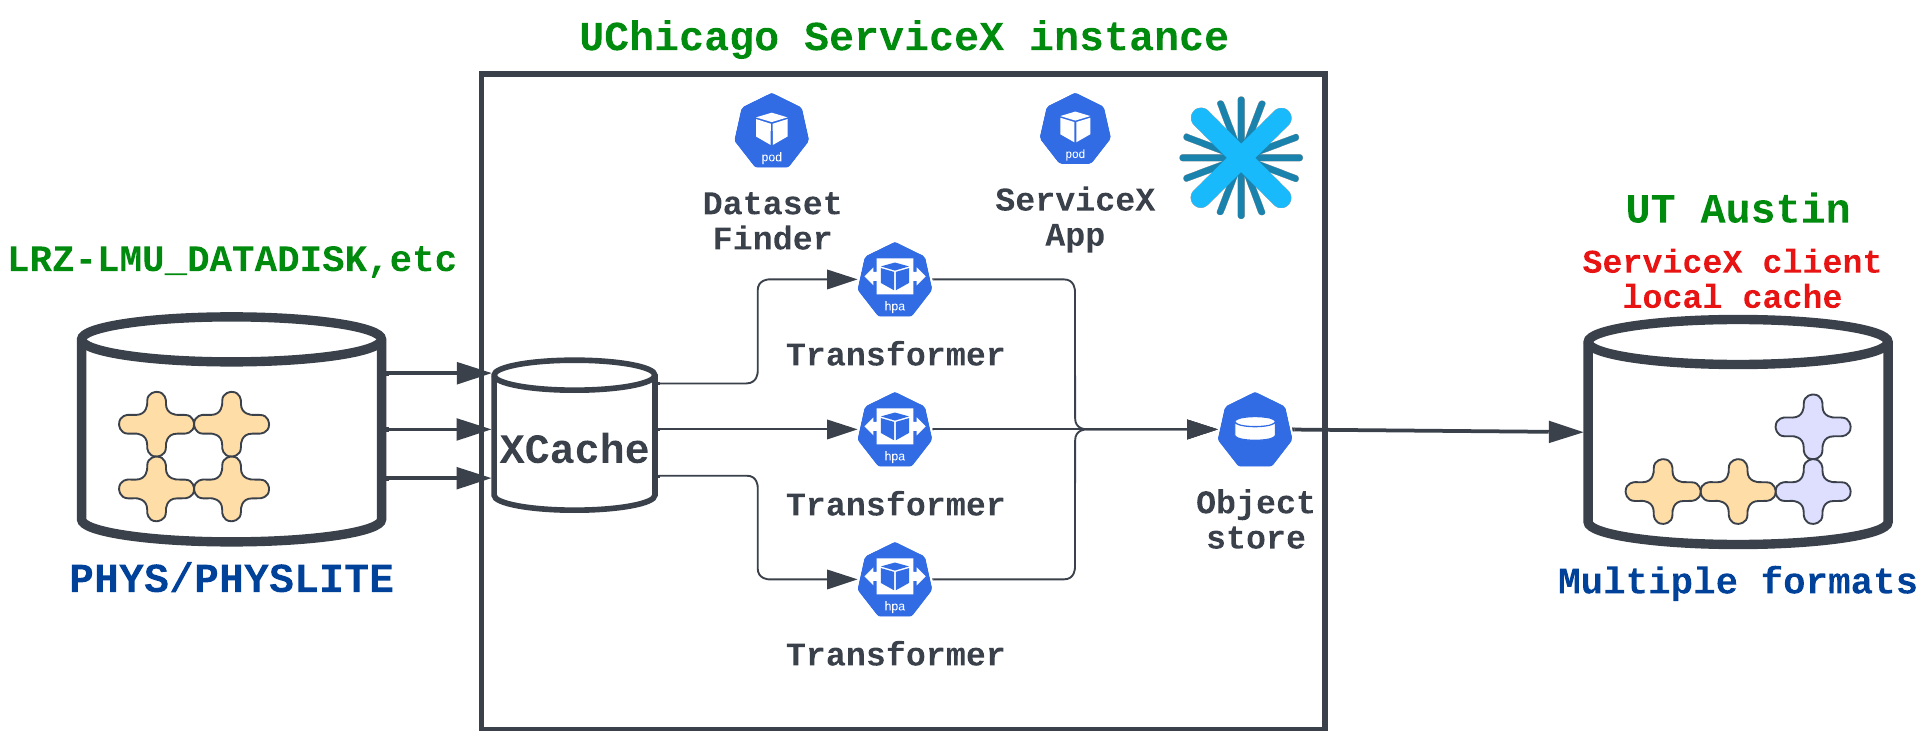 UChicago ServiceX instance
pod
Dataset
Finder
pod
ServiceX
App
LRZ-LMU_DATADISK,etc
PHYS/PHYSLITE
XCache
hpa
Transformer
hpa
Transformer
hpa
Transformer
Object
store
UT Austin
ServiceX client
local cache
Multiple formats